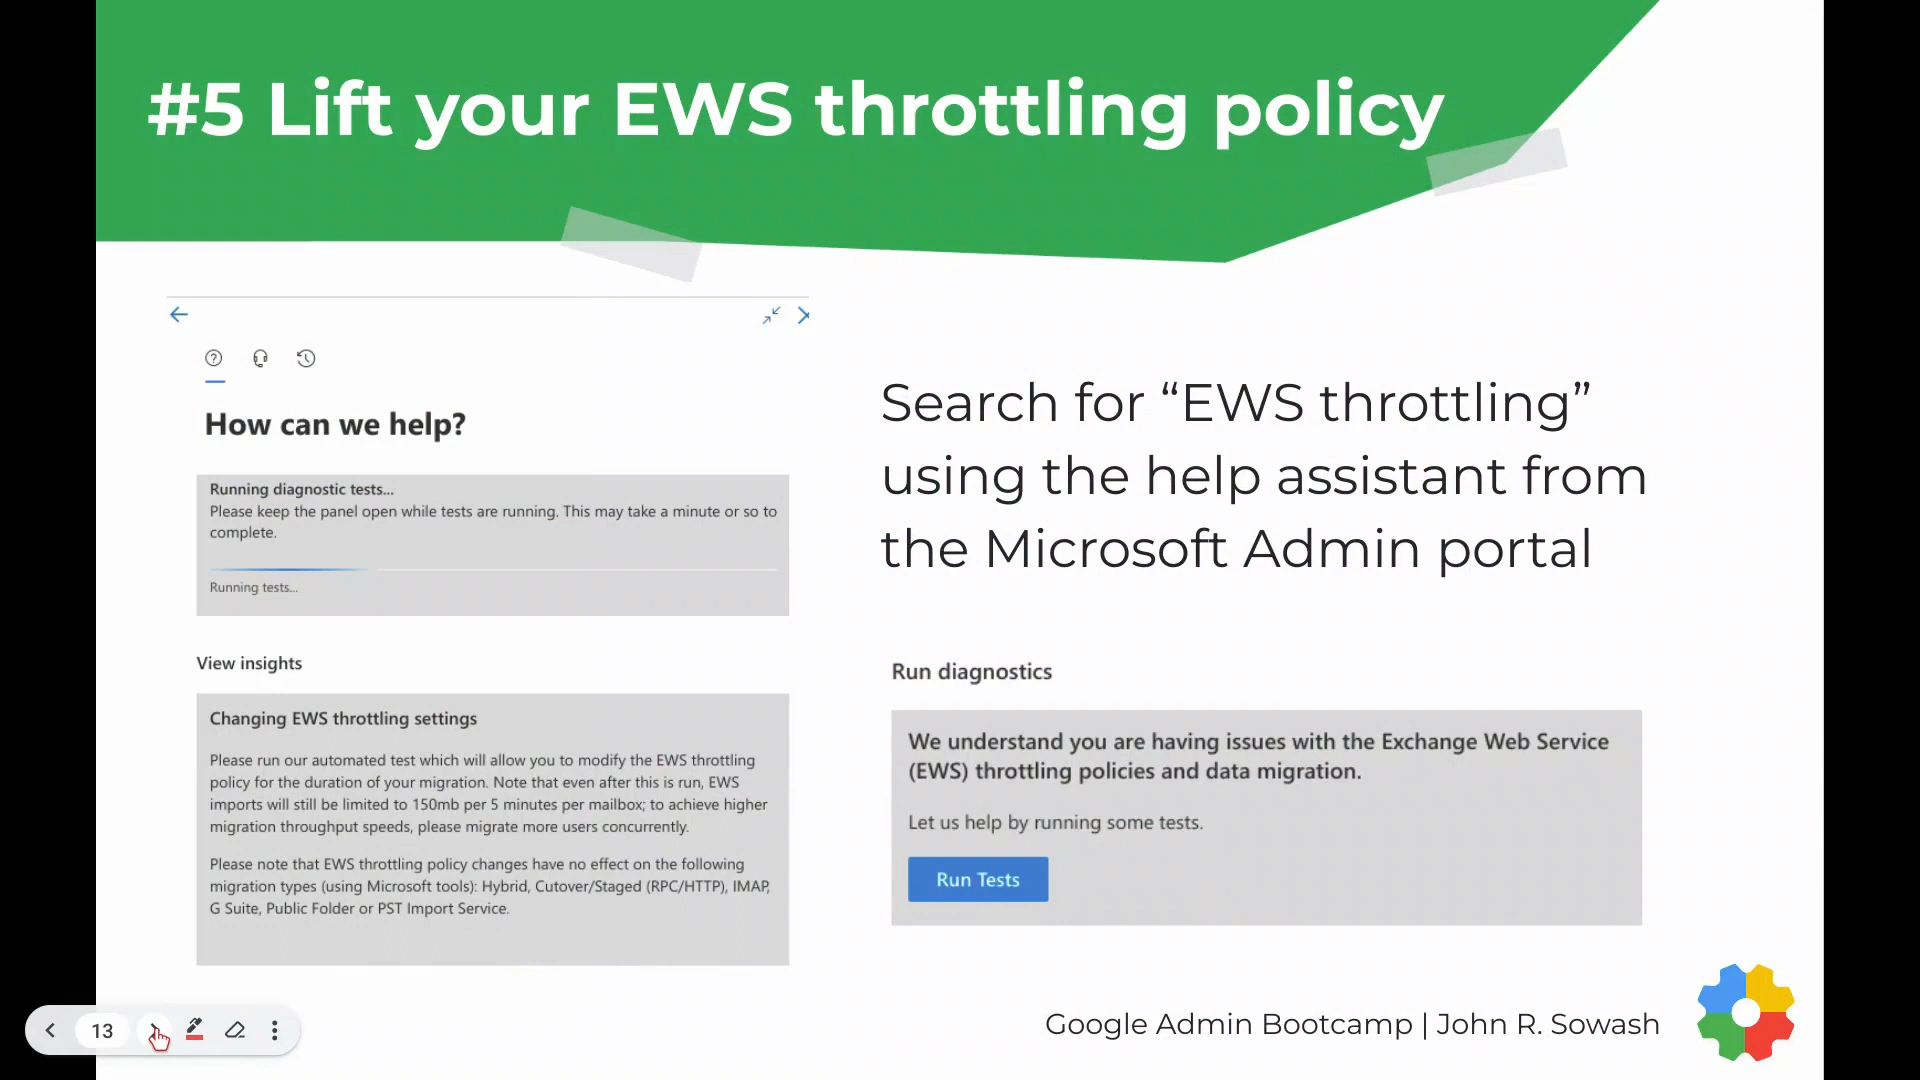 #5 Lift your EWS throttling policy
How can we help?
Running diagnostic tests...
Please keep the panel open while tests are running. This may take a minute or so to
complete.
Running tests...
View insights
Changing EWS throttling settings
Please run our automated test which will allow you to modify the EWS throttling
policy for the duration of your migration. Note that even after this is run, EWS
imports will still be limited to 150mb per 5 minutes per mailbox; to achieve higher
migration throughput speeds, please migrate more users concurrently.
Please note that EWS throttling policy changes have no effect on the following
migration types (using Microsoft tools): Hybrid, Cutover/Staged (RPC/HTTP), IMAP,
G Suite, Public Folder or PST Import Service.
Search for “EWS throttling”
using the help assistant from
the Microsoft Admin portal
Run diagnostics
We understand you are having issues with the Exchange Web Service
(EWS) throttling policies and data migration.
Let us help by running some tests.
Run Tests
Google Admin Bootcamp | John R. Sowash
13